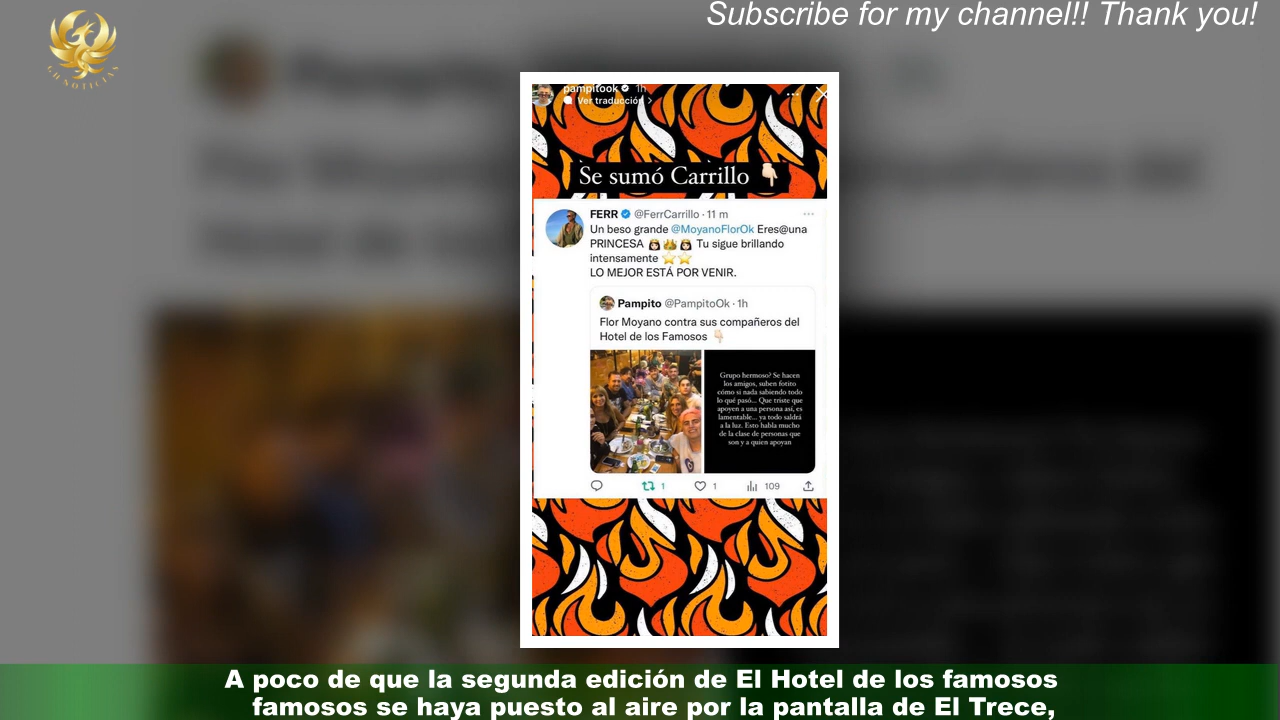 Subscribe for my channel!! Thank you!
GH NOTICIAS
pampitook 1h
Ver traducción >
Se sumó Carrillo 👇🏻
FERR @FerrCarrillo · 11 m
Un beso grande @MoyanoFlorOk Eres@una
PRINCESA 👸🏻👑👸🏻 Tu sigue brillando
intensamente ⭐⭐
LO MEJOR ESTÁ POR VENIR.
Pampito @PampitoOk · 1h
Flor Moyano contra sus compañeros del
Hotel de los Famosos 👇🏻
Grupo hermoso? Se hacen
los amigos, suben fotito
cómo si nada sabiendo todo
lo qué pasó... Que triste que
apoyen a una persona así, es
lamentable... ya todo saldrá
a la luz. Esto habla mucho
de la clase de personas que
son y a quien apoyan
1 1 109
A poco de que la segunda edición de El Hotel de los famosos
famosos se haya puesto al aire por la pantalla de El Trece,